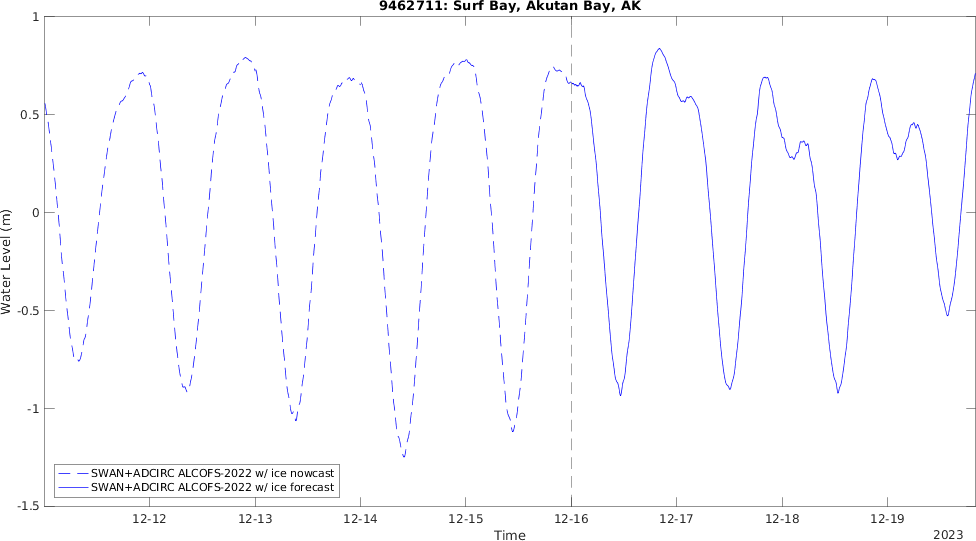 9462711: Surf Bay, Akutan Bay, AK
1
0.5
0
-0.5
-1
-1.5
Water Level (m)
SWAN+ADCIRC ALCOFS-2022 w/ ice nowcast
SWAN+ADCIRC ALCOFS-2022 w/ ice forecast
12-12 12-13 12-14 12-15 12-16 12-17 12-18 12-19
Time
2023